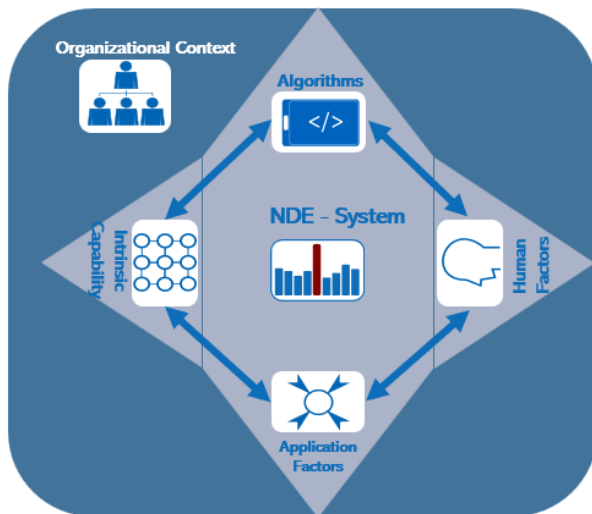 Organizational Context
Algorithms
</>
NDE - System
Intrinsic
Capability
Human
Factors
Application
Factors